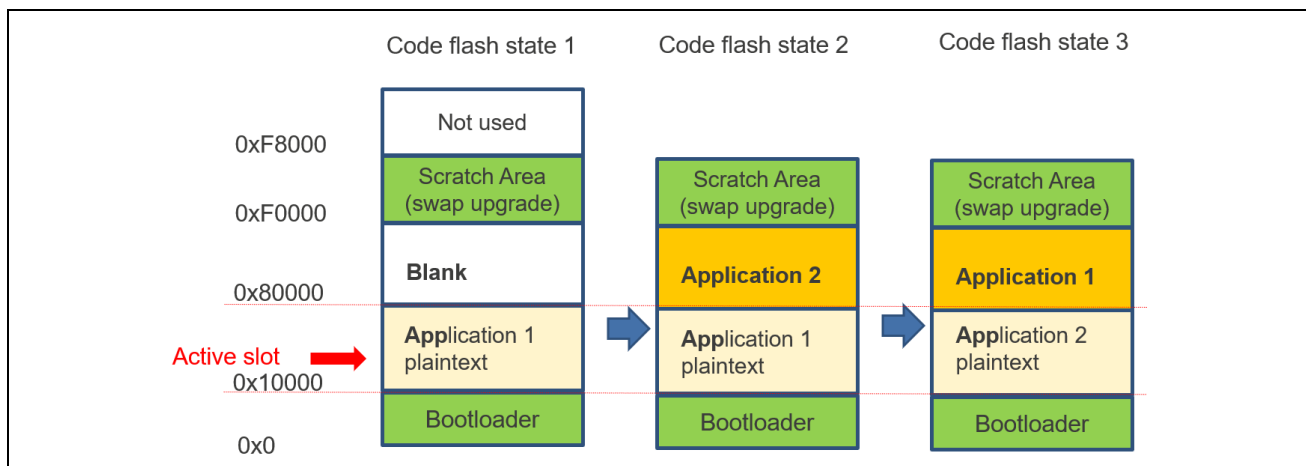 Code flash state 1
Code flash state 2
Code flash state 3
Not used
0xF8000
Scratch Area
(swap upgrade)
Scratch Area
(swap upgrade)
Scratch Area
(swap upgrade)
0xF0000
Blank
Application 2
Application 1
0x80000
Application 1
plaintext
Application 1
plaintext
Application 2
plaintext
Active slot
0x10000
Bootloader
Bootloader
Bootloader
0x0